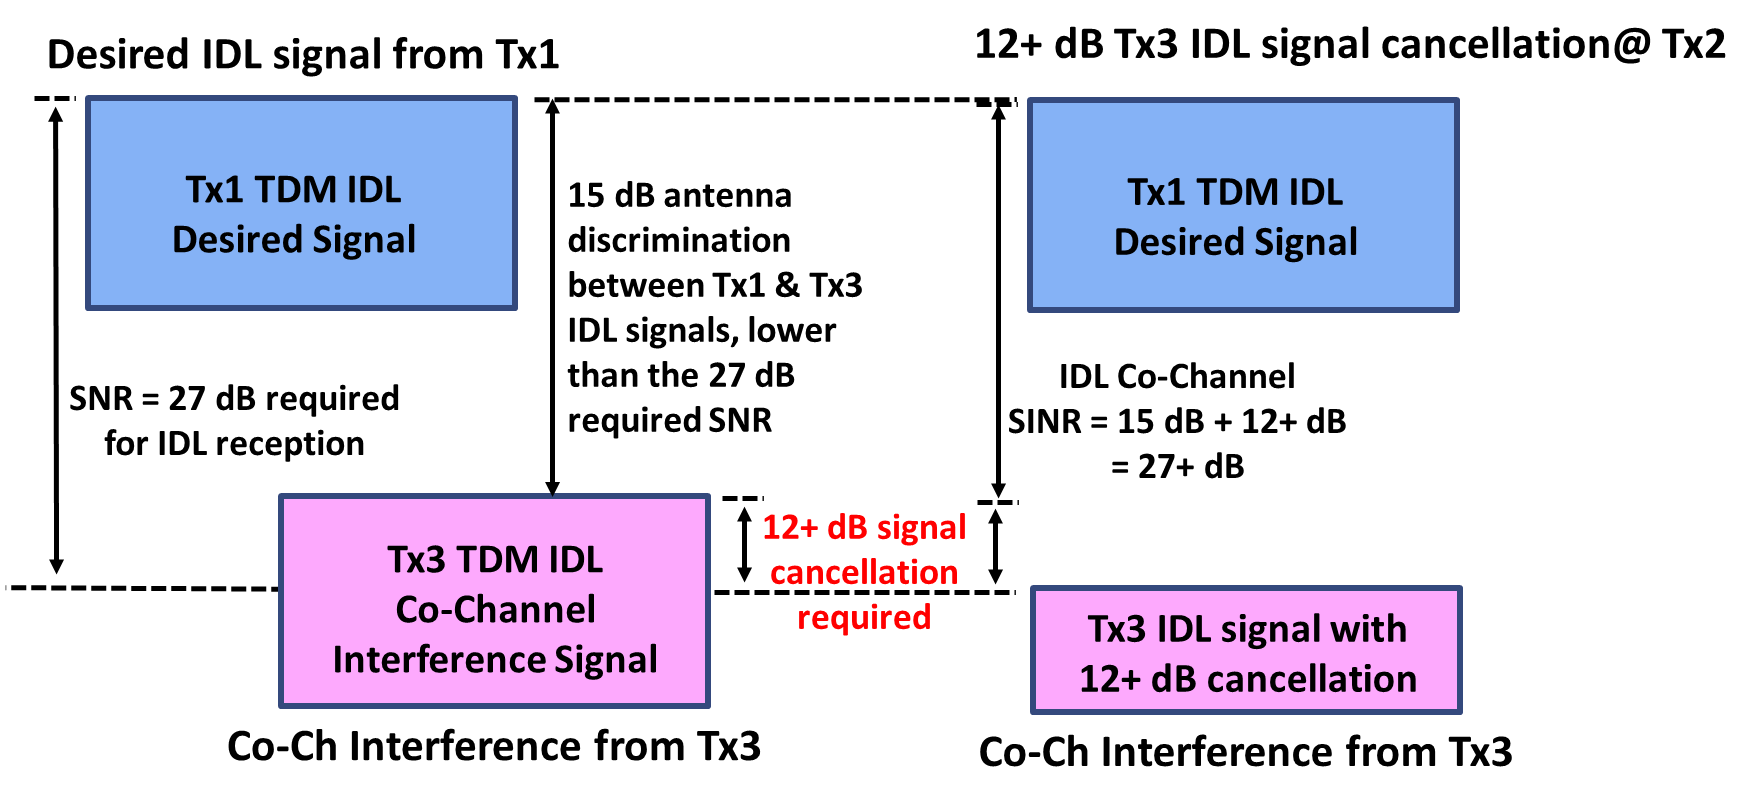 Desired IDL signal from Tx1
12+ dB Tx3 IDL signal cancellation@ Tx2
Tx1 TDM IDL
Desired Signal
SNR = 27 dB required
for IDL reception
15 dB antenna
discrimination
between Tx1 & Tx3
IDL signals, lower
than the 27 dB
required SNR
Tx1 TDM IDL
Desired Signal
IDL Co-Channel
SINR = 15 dB + 12+ dB
= 27+ dB
Tx3 TDM IDL
Co-Channel
Interference Signal
12+ dB signal
cancellation
required
Tx3 IDL signal with
12+ dB cancellation
Co-Ch Interference from Tx3
Co-Ch Interference from Tx3